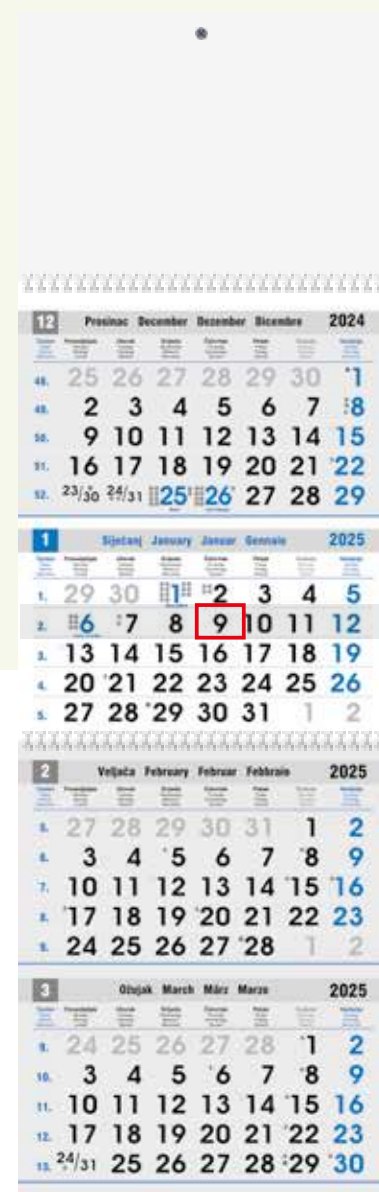 12 Prosinac December Dezember Dicembre 2024
48. 25 26 27 28 29 30 1
49. 2 3 4 5 6 7 8
50. 9 10 11 12 13 14 15
51. 16 17 18 19 20 21 22
52. 23/30 24/31 25 26 27 28 29
1 Siječanj January Januar Gennaio 2025
1. 29 30 1 2 3 4 5
2. 6 7 8 9 10 11 12
3. 13 14 15 16 17 18 19
4. 20 21 22 23 24 25 26
5. 27 28 29 30 31 1 2
2 Veljača February Februar Febbraio 2025
5. 27 28 29 30 31 1 2
6. 3 4 5 6 7 8 9
7. 10 11 12 13 14 15 16
8. 17 18 19 20 21 22 23
9. 24 25 26 27 28 1 2
3 Ožujak March März Marzo 2025
9. 24 25 26 27 28 1 2
10. 3 4 5 6 7 8 9
11. 10 11 12 13 14 15 16
12. 17 18 19 20 21 22 23
13. 24/31 25 26 27 28 29 30